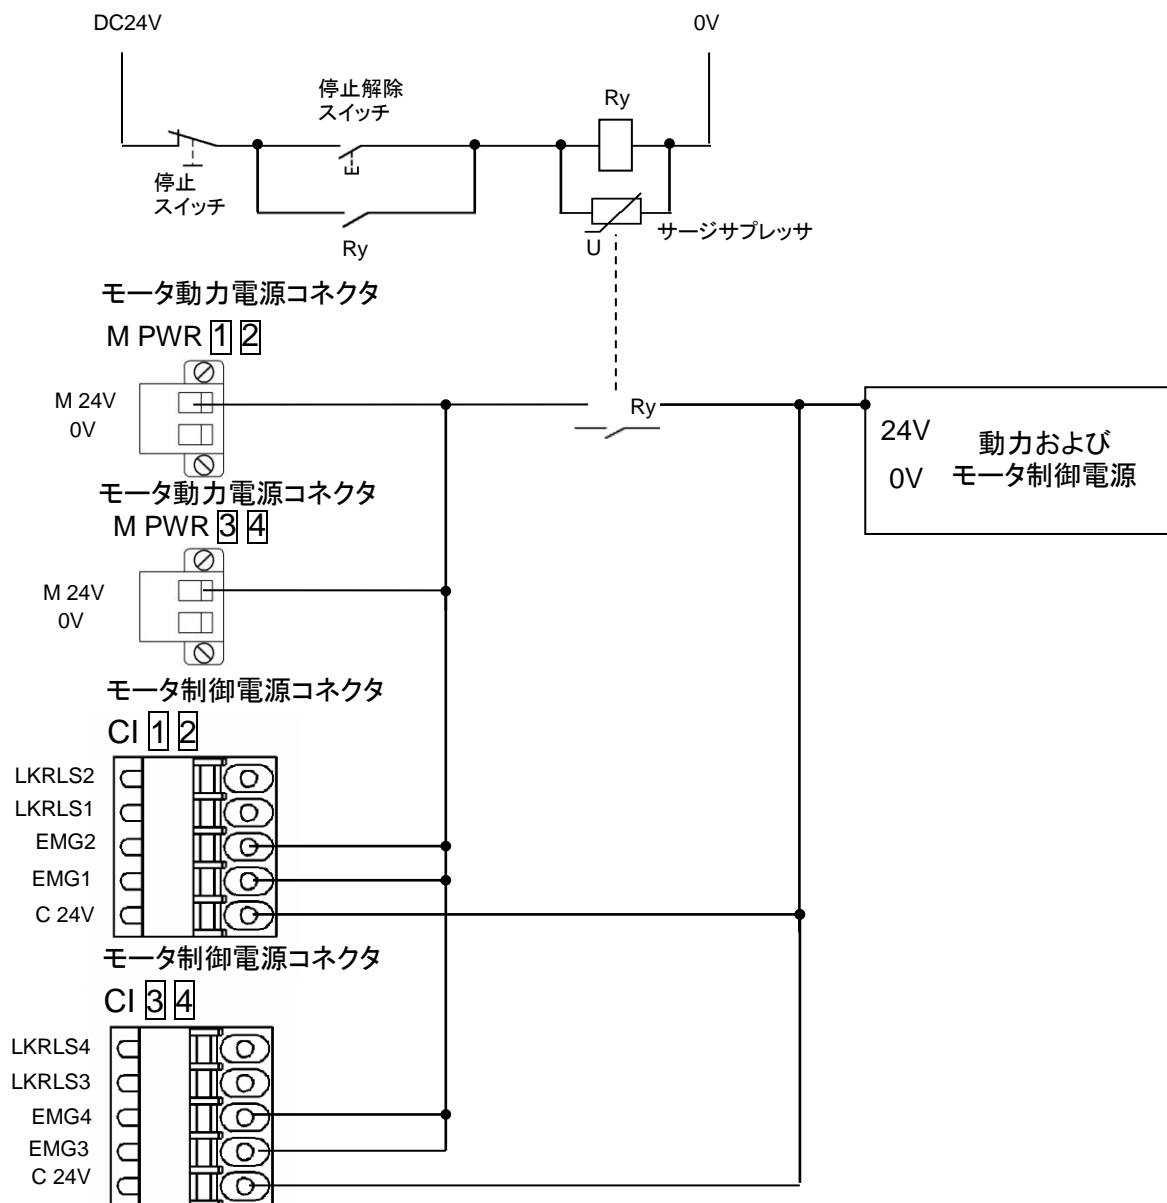 DC24V
0V
停止解除
スイッチ
Ry
停止
スイッチ
Ry
U
サージサプレッサ
モータ動力電源コネクタ
M PWR 1 2
M 24V
0V
Ry
24V
0V
動力および
モータ制御電源
モータ動力電源コネクタ
M PWR 3 4
M 24V
0V
モータ制御電源コネクタ
CI 1 2
LKRLS2
LKRLS1
EMG2
EMG1
C 24V
モータ制御電源コネクタ
CI 3 4
LKRLS4
LKRLS3
EMG4
EMG3
C 24V